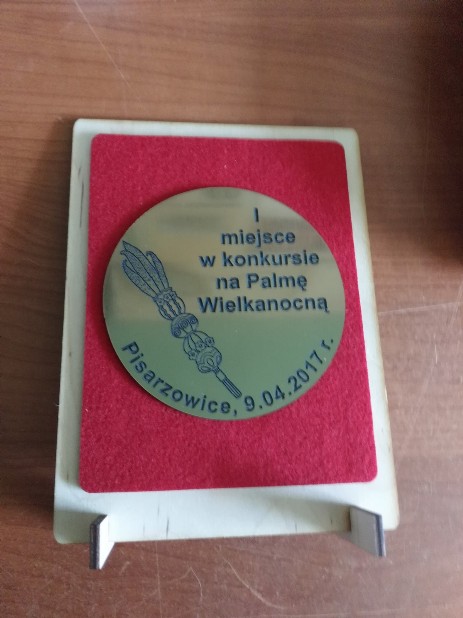 I
miejsce
w konkursie
na Palmę
Wielkanocną
Pisarzowice, 9.04.2017 r.